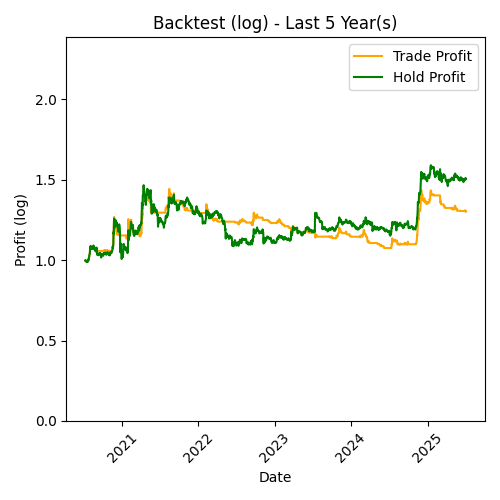 Backtest (log) - Last 5 Year(s)
Trade Profit
Hold Profit
Profit (log)
2.0
1.5
1.0
0.5
0.0
2021
2022
2023
2024
2025
Date